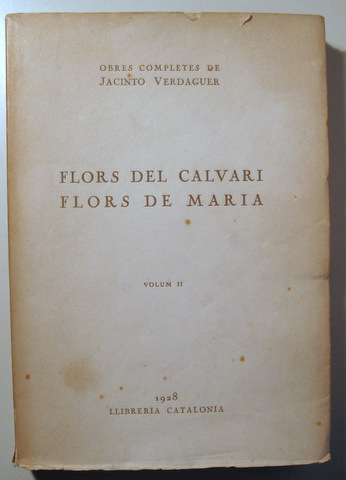 OBRES COMPLETES DE
JACINTO VERDAGUER
FLORS DEL CALVARI
FLORS DE MARIA
VOLUM II
1928
LLIBRERIA CATALONIA